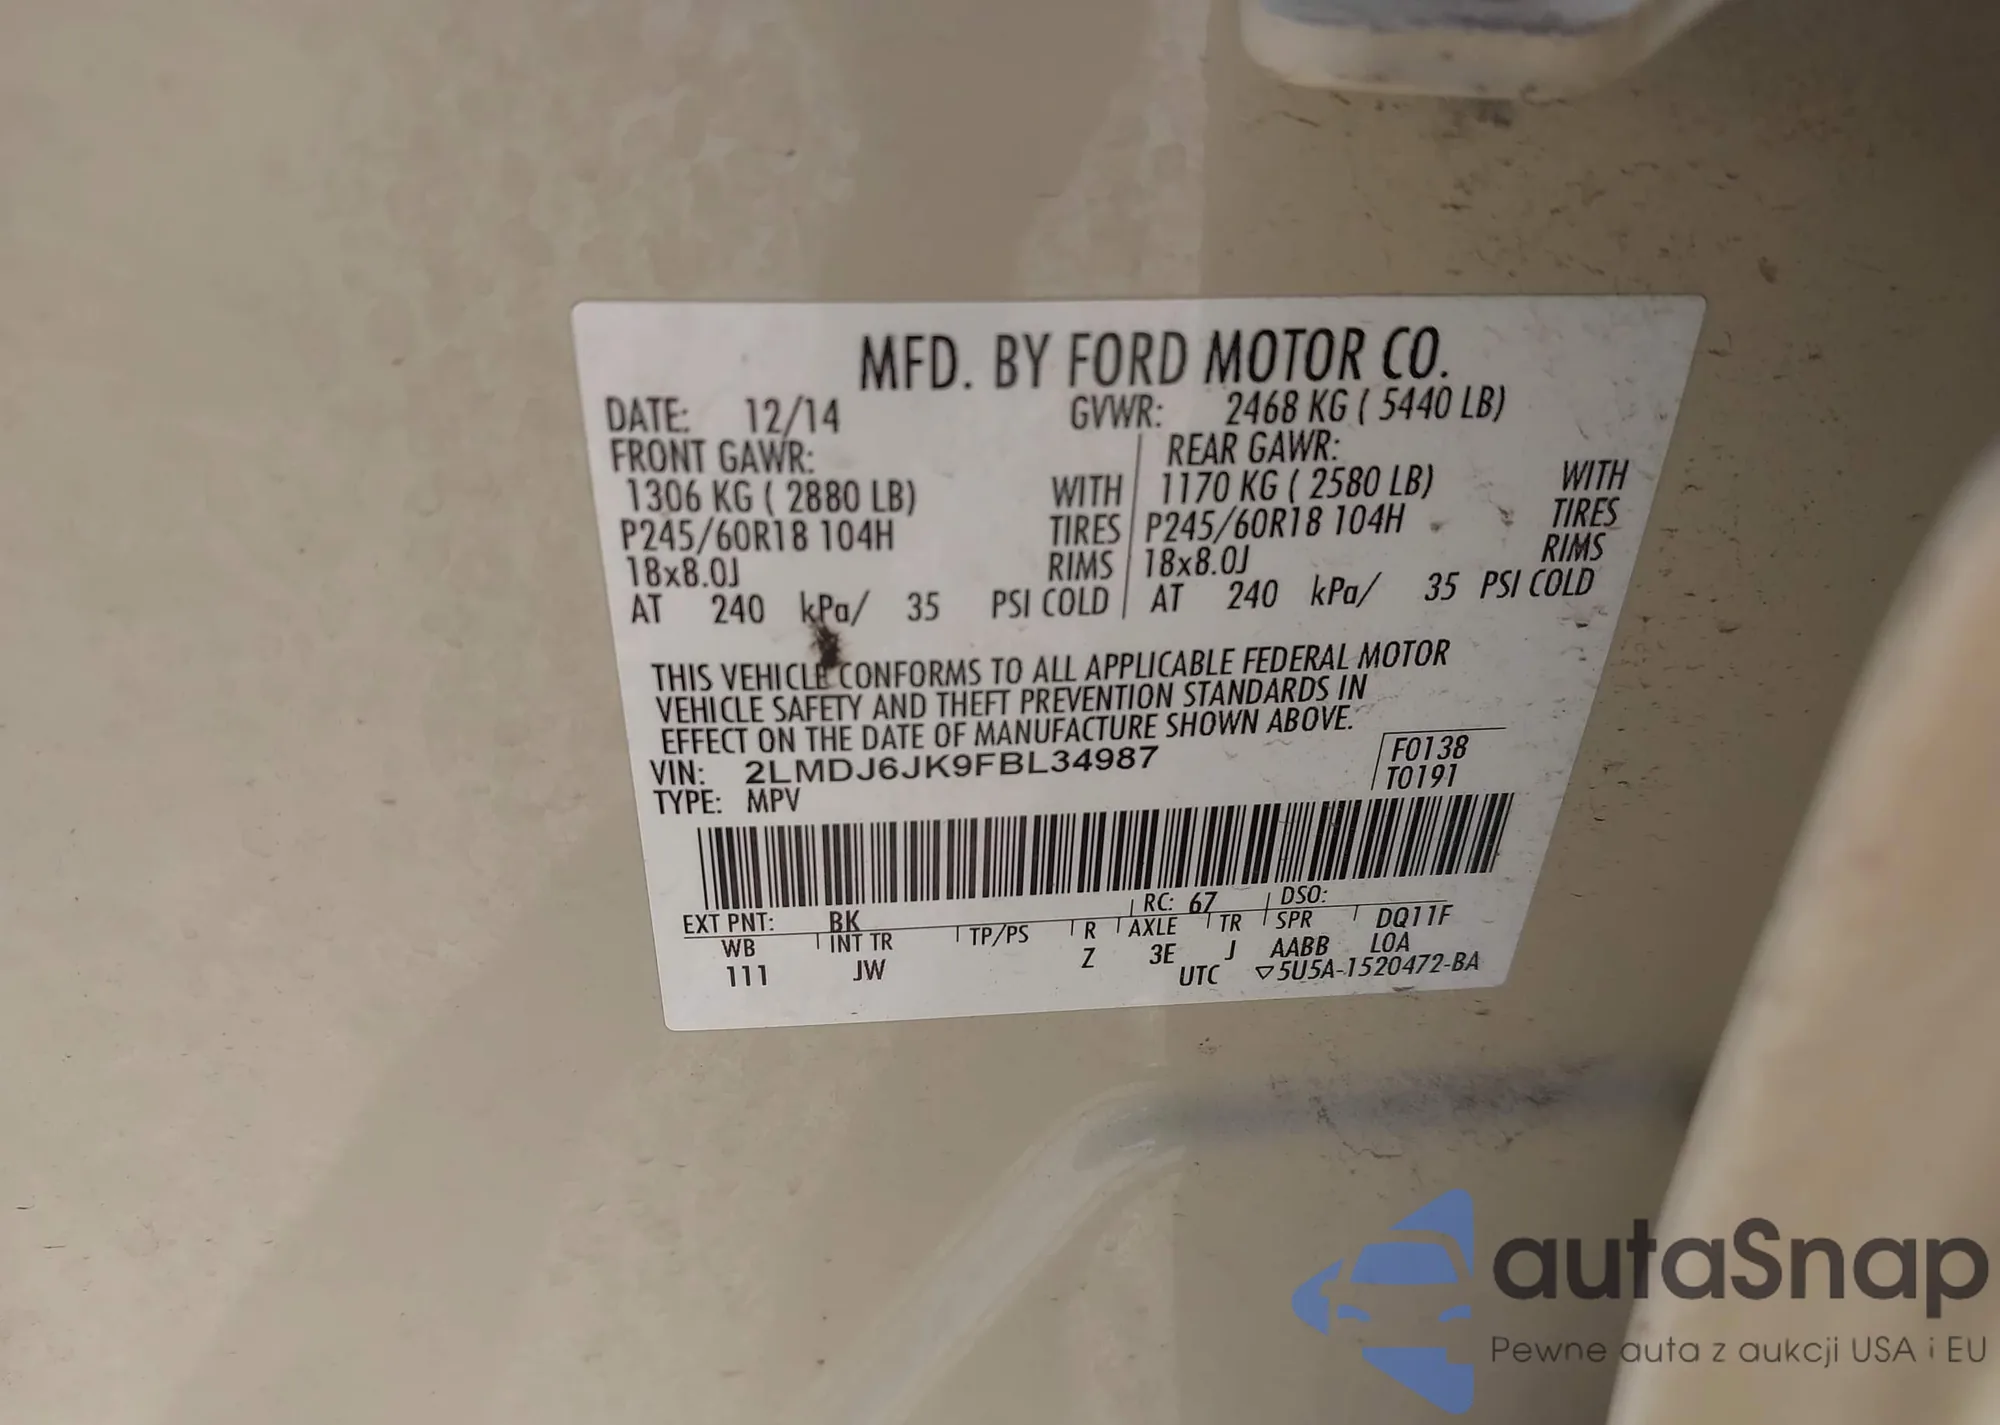 MFD. BY FORD MOTOR CO.
DATE: 12/14 GVWR: 2468 KG ( 5440 LB)
FRONT GAWR: REAR GAWR:
1306 KG ( 2880 LB) WITH 1170 KG ( 2580 LB) WITH
P245/60R18 104H TIRES P245/60R18 104H TIRES
18x8.0J RIMS 18x8.0J RIMS
AT 240 kPa/ 35 PSI COLD AT 240 kPa/ 35 PSI COLD
THIS VEHICLE CONFORMS TO ALL APPLICABLE FEDERAL MOTOR
VEHICLE SAFETY AND THEFT PREVENTION STANDARDS IN
EFFECT ON THE DATE OF MANUFACTURE SHOWN ABOVE.
VIN: 2LMDJ6JK9FBL34987 F0138
TYPE: MPV T0191
EXT PNT: BK RC: 67 DSO:
WB INT TR TP/PS R AXLE TR SPR DQ11F
111 JW Z 3E J AABB LOA
UTC ▽5U5A-1520472-BA
autaSnap
Pewne auta z aukcji USA i EU